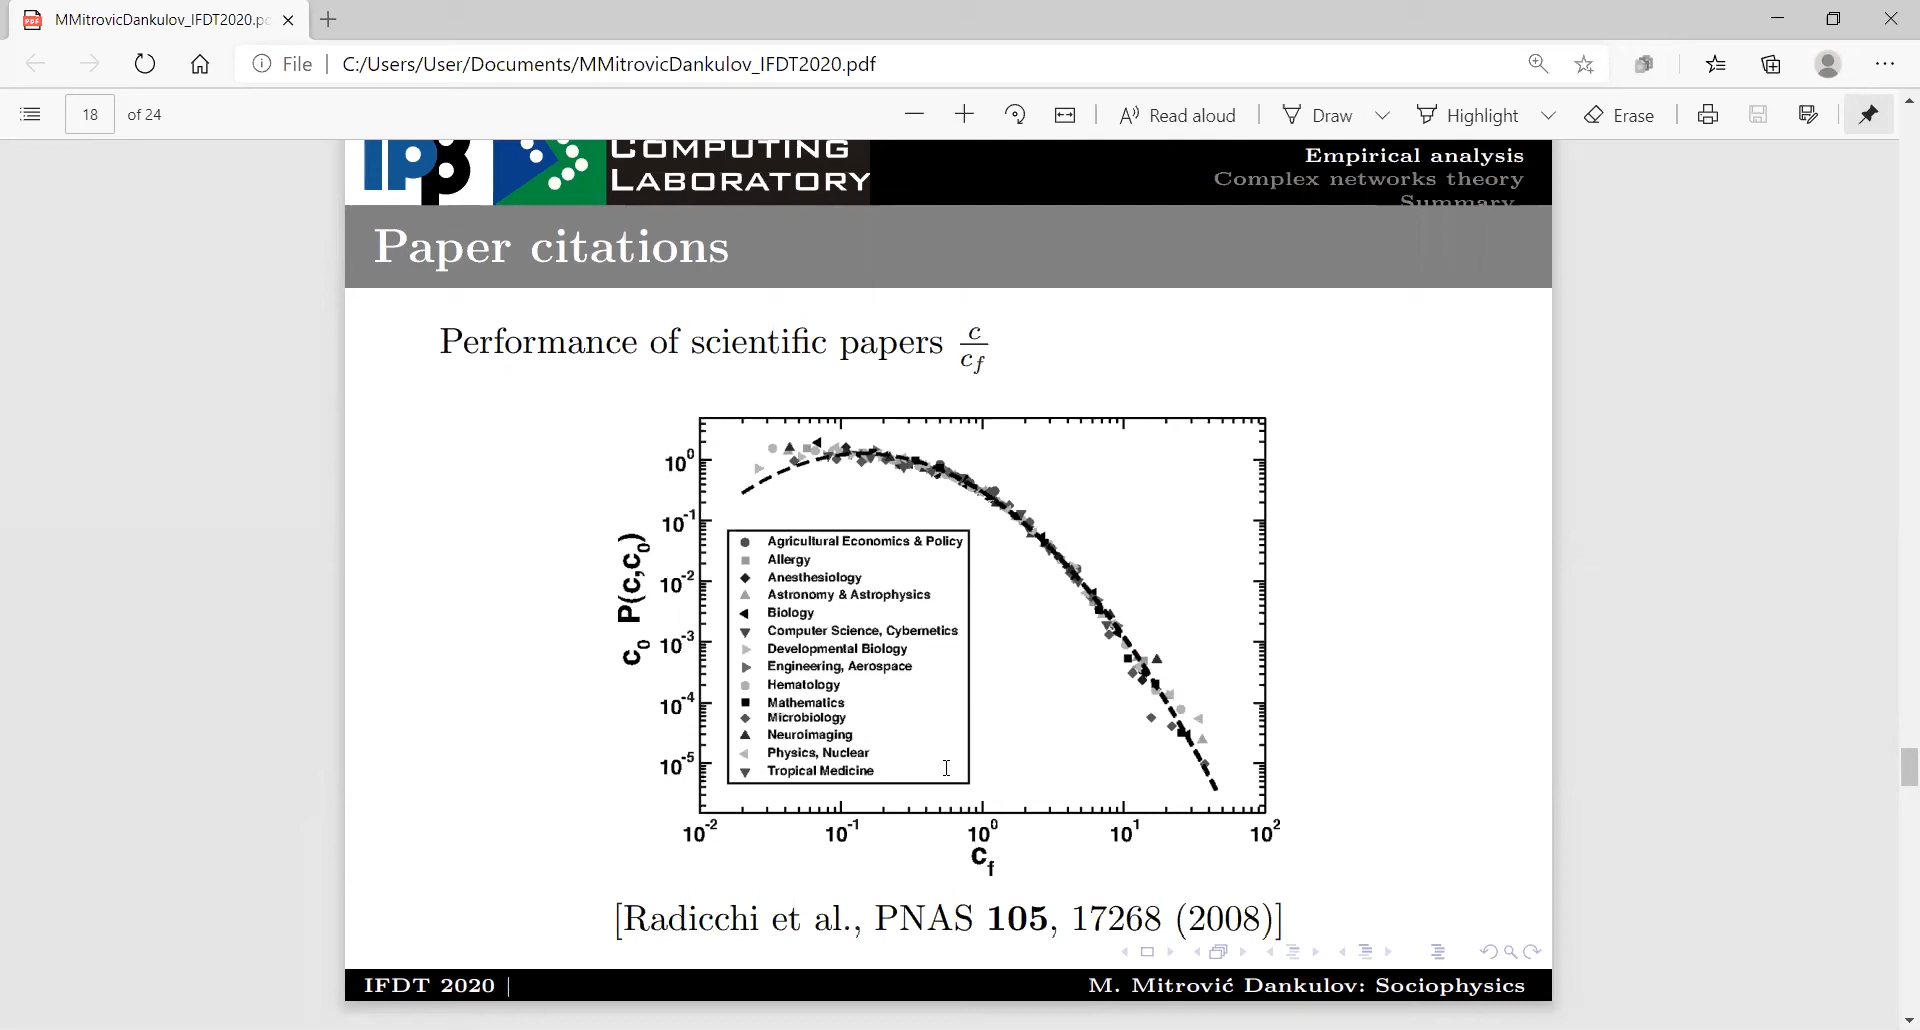 MMitrovicDankulov_IFDT2020.pd
File
C:/Users/User/Documents/MMitrovicDankulov_IFDT2020.pdf
18 of 24
Read aloud
Draw
Highlight
Erase
IPB
COMPUTING
LABORATORY
Empirical analysis
Complex networks theory
Summary
Paper citations
Performance of scientific papers c/c_f
10^0
10^-1
10^-2
10^-3
10^-4
10^-5
c_0 P(c,c_0)
Agricultural Economics & Policy
Allergy
Anesthesiology
Astronomy & Astrophysics
Biology
Computer Science, Cybernetics
Developmental Biology
Engineering, Aerospace
Hematology
Mathematics
Microbiology
Neuroimaging
Physics, Nuclear
Tropical Medicine
10^-2 10^-1 10^0 10^1 10^2
c_f
[Radicchi et al., PNAS 105, 17268 (2008)]
IFDT 2020 |
M. Mitrović Dankulov: Sociophysics